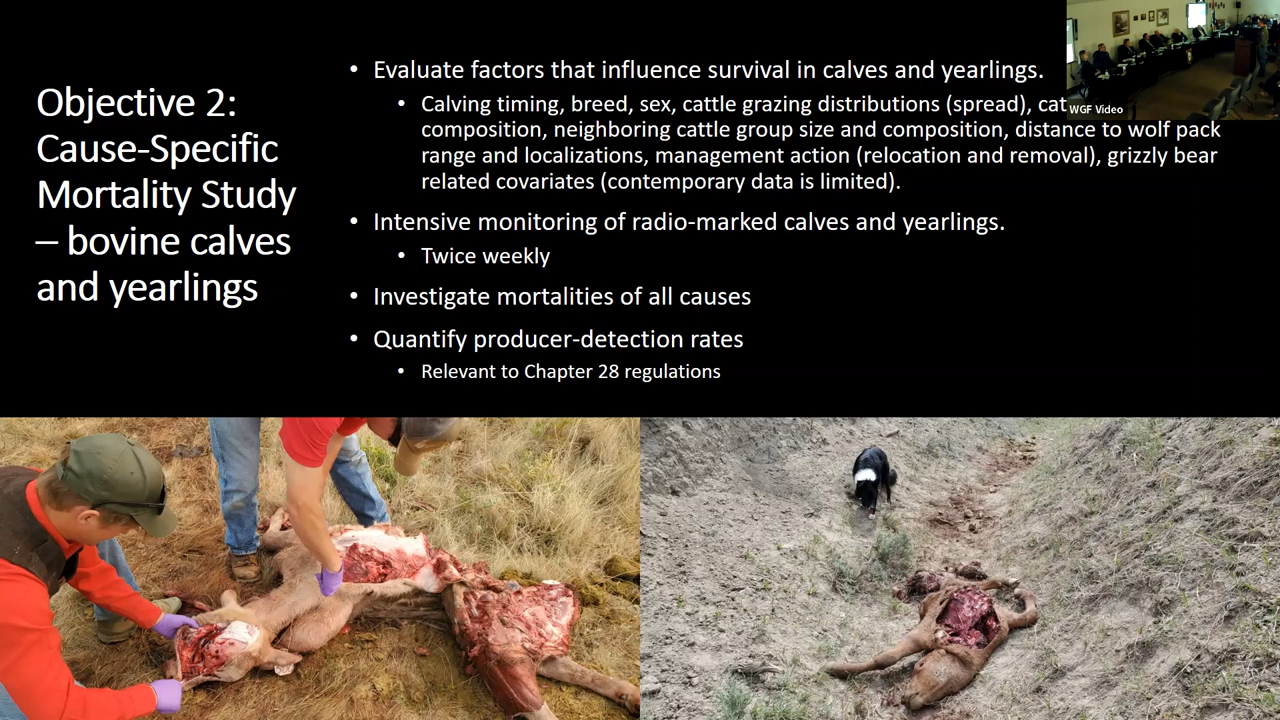 Objective 2:
Cause-Specific
Mortality Study
– bovine calves
and yearlings
• Evaluate factors that influence survival in calves and yearlings.
• Calving timing, breed, sex, cattle grazing distributions (spread),
composition, neighboring cattle group size and composition, distance to wolf pack
range and localizations, management action (relocation and removal), grizzly bear
related covariates (contemporary data is limited).
• Intensive monitoring of radio-marked calves and yearlings.
• Twice weekly
• Investigate mortalities of all causes
• Quantify producer-detection rates
• Relevant to Chapter 28 regulations
WGF Video